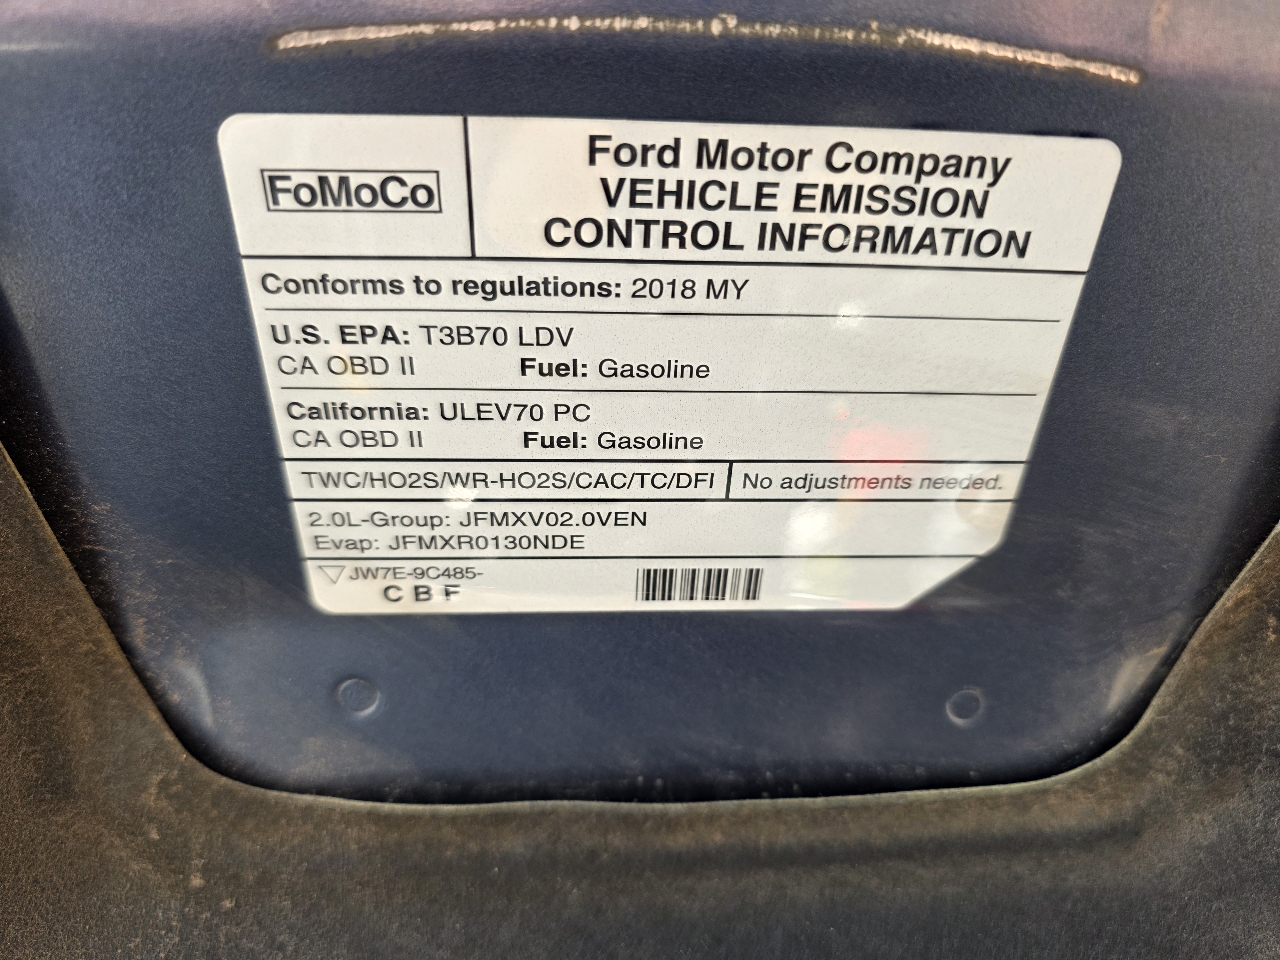 FoMoCo
Ford Motor Company
VEHICLE EMISSION
CONTROL INFORMATION
Conforms to regulations: 2018 MY
U.S. EPA: T3B70 LDV
CA OBD II Fuel: Gasoline
California: ULEV70 PC
CA OBD II Fuel: Gasoline
TWC/HO2S/WR-HO2S/CAC/TC/DFI No adjustments needed.
2.0L-Group: JFMXV02.0VEN
Evap: JFMXR0130NDE
JW7E-9C485-
CBF